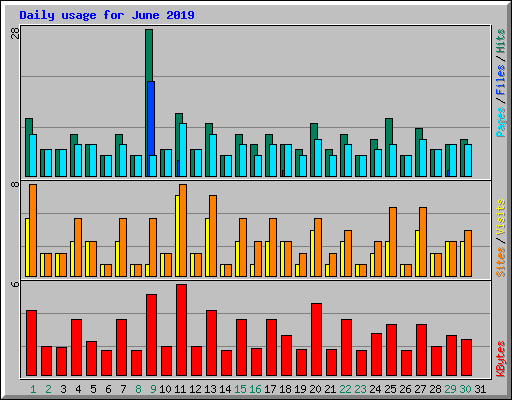 Daily usage for June 2019
28
Pages/Files/Hits
8
Sites/Visits
6
KBytes
1 2 3 4 5 6 7 8 9 10 11 12 13 14 15 16 17 18 19 20 21 22 23 24 25 26 27 28 29 30 31